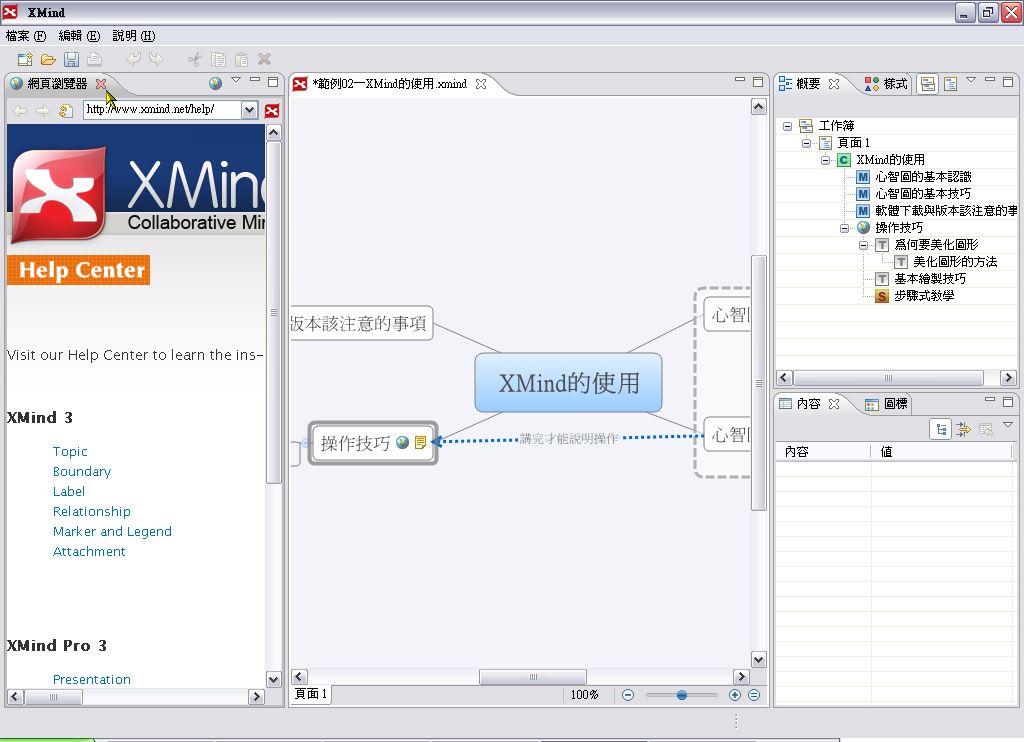 XMind
檔案 (F) 編輯 (E) 說明 (H)
網頁瀏覽器
http://www.xmind.net/help/
XMin
Collaborative Mi
Help Center
Visit our Help Center to learn the ins-
XMind 3
Topic
Boundary
Label
Relationship
Marker and Legend
Attachment
XMind Pro 3
Presentation
*範例02一XMind的使用.xmind
版本該注意的事項
XMind的使用
操作技巧
講完才能說明操作
心智
心智
頁面 1
100%
概要
樣式
工作簿
頁面 1
C XMind的使用
M 心智圖的基本認識
M 心智圖的基本技巧
M 軟體下載與版本該注意的事
操作技巧
T 為何要美化圖形
T 美化圖形的方法
T 基本繪製技巧
S 步驟式教學
內容
圖標
內容 值